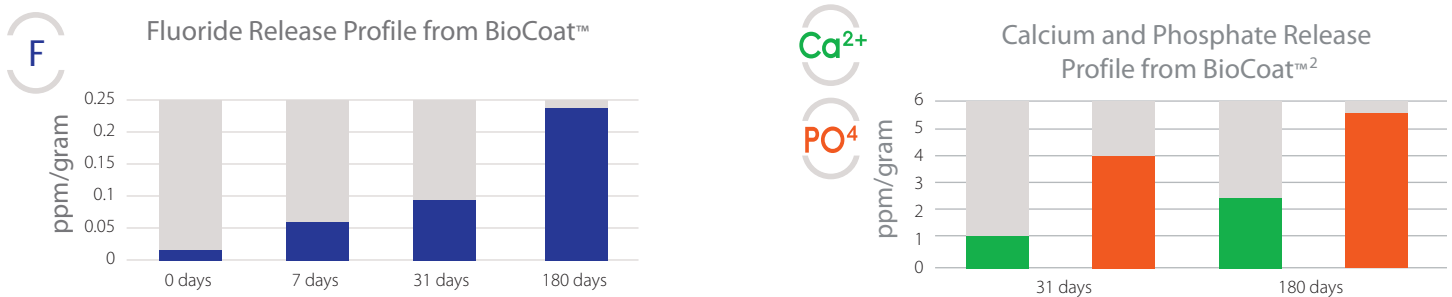 F
Fluoride Release Profile from BioCoat™
ppm/gram
0.25
0.2
0.15
0.1
0.05
0
0 days
7 days
31 days
180 days
Ca²⁺
PO⁴
Calcium and Phosphate Release
Profile from BioCoat™²
ppm/gram
6
5
4
3
2
1
0
31 days
180 days